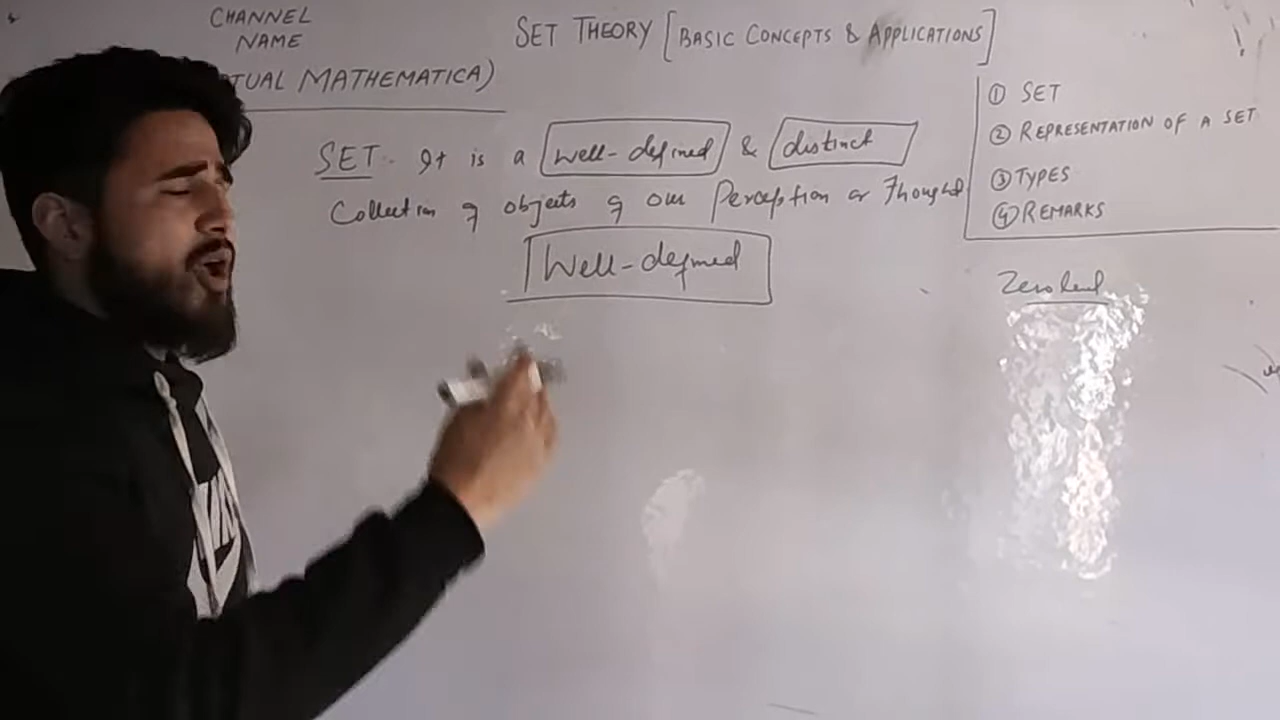 CHANNEL
NAME
TUAL MATHEMATICA)
SET THEORY [BASIC CONCEPTS & APPLICATIONS]
① SET
② REPRESENTATION OF A SET
③ TYPES
④ REMARKS
SET. It is a well-defined & distinct
Collection of objects of our Perception or Thought
Well-defined
Zero level